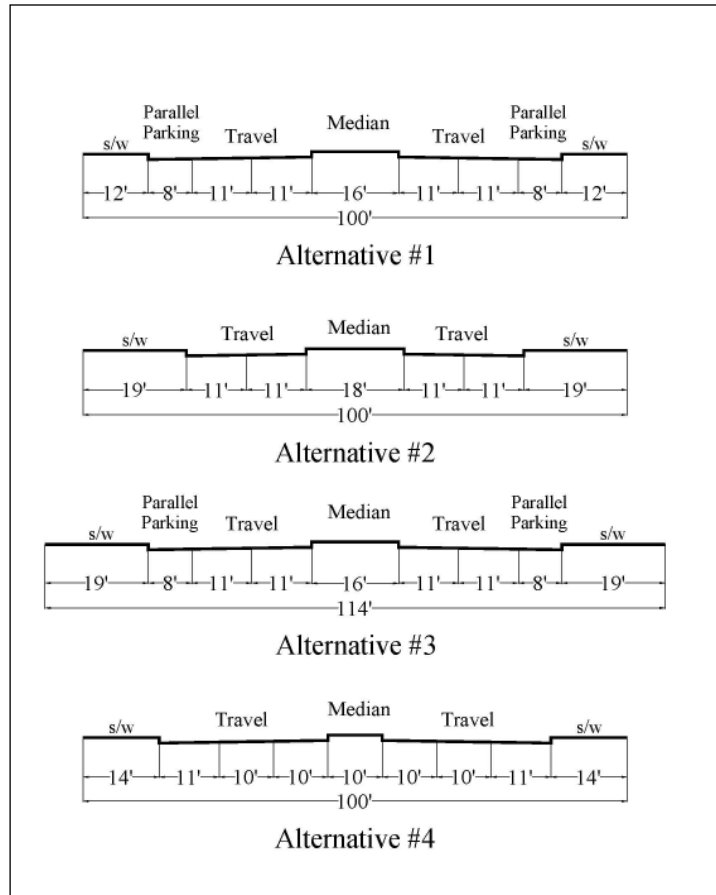 Parallel Parallel
Parking Parking
Median
Travel Travel
s/w s/w
12' 8' 11' 11' 16' 11' 11' 8' 12'
100'
Alternative #1
Median
Travel Travel
s/w s/w
19' 11' 11' 18' 11' 11' 19'
100'
Alternative #2
Parallel Parallel
Parking Parking
Median
Travel Travel
s/w s/w
19' 8' 11' 11' 16' 11' 11' 8' 19'
114'
Alternative #3
Median
Travel Travel
s/w s/w
14' 11' 10' 10' 10' 10' 10' 11' 14'
100'
Alternative #4